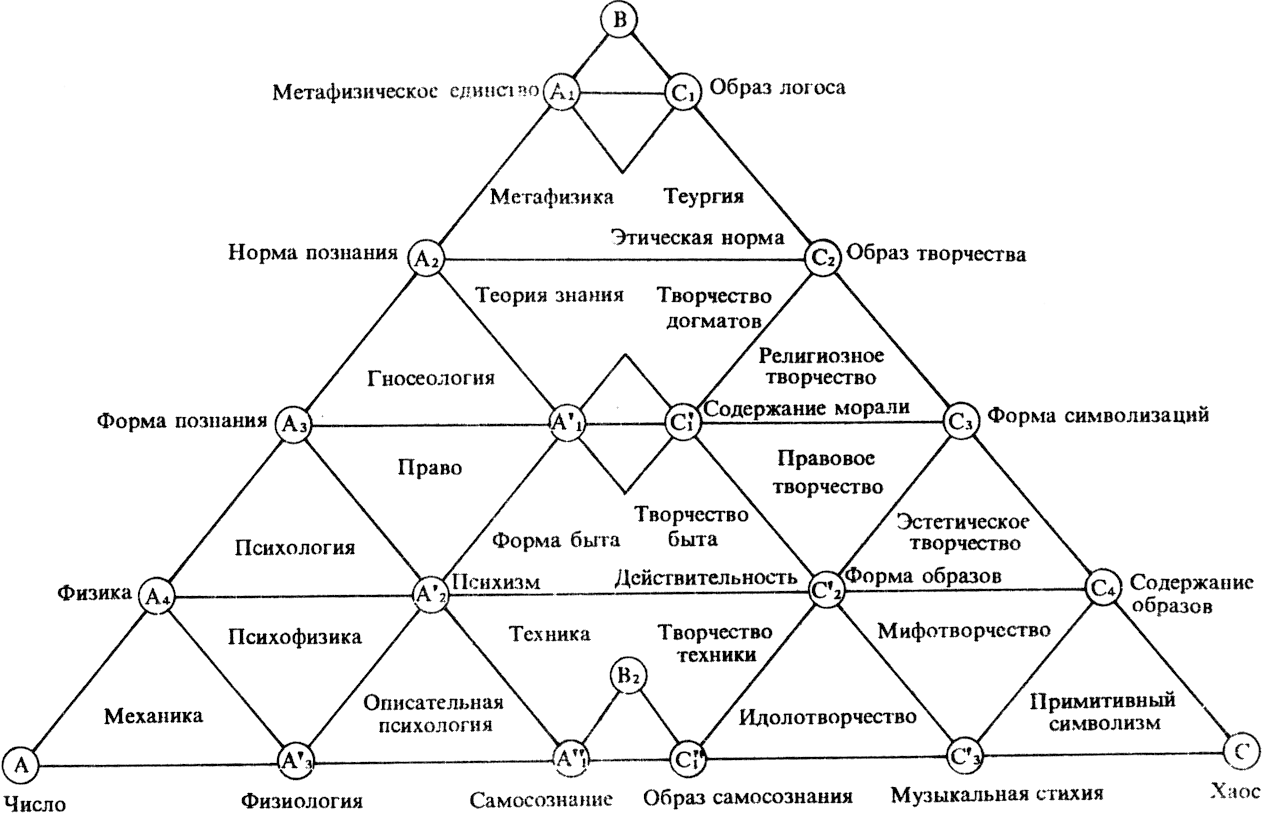 B
Метафизическое единство
A₁
C₁
Образ логоса
Метафизика
Теургия
Этическая норма
Норма познания
A₂
C₂
Образ творчества
Теория знания
Творчество
догматов
Религиозное
творчество
Гносеология
Форма познания
A₃
A'₁
C'₁
Содержание морали
C₃
Форма символизаций
Право
Правовое
творчество
Творчество
быта
Форма быта
Эстетическое
творчество
Психология
Физика
A₄
A'₂
Психизм
Действительность
C'₂
Форма образов
C₄
Содержание
образов
Психофизика
Техника
Творчество
техники
Мифотворчество
B₂
Механика
Описательная
психология
Идолотворчество
Примитивный
символизм
A
A'₃
A''₁
C''₁
C'₃
C
Число
Физиология
Самосознание
Образ самосознания
Музыкальная стихия
Хаос